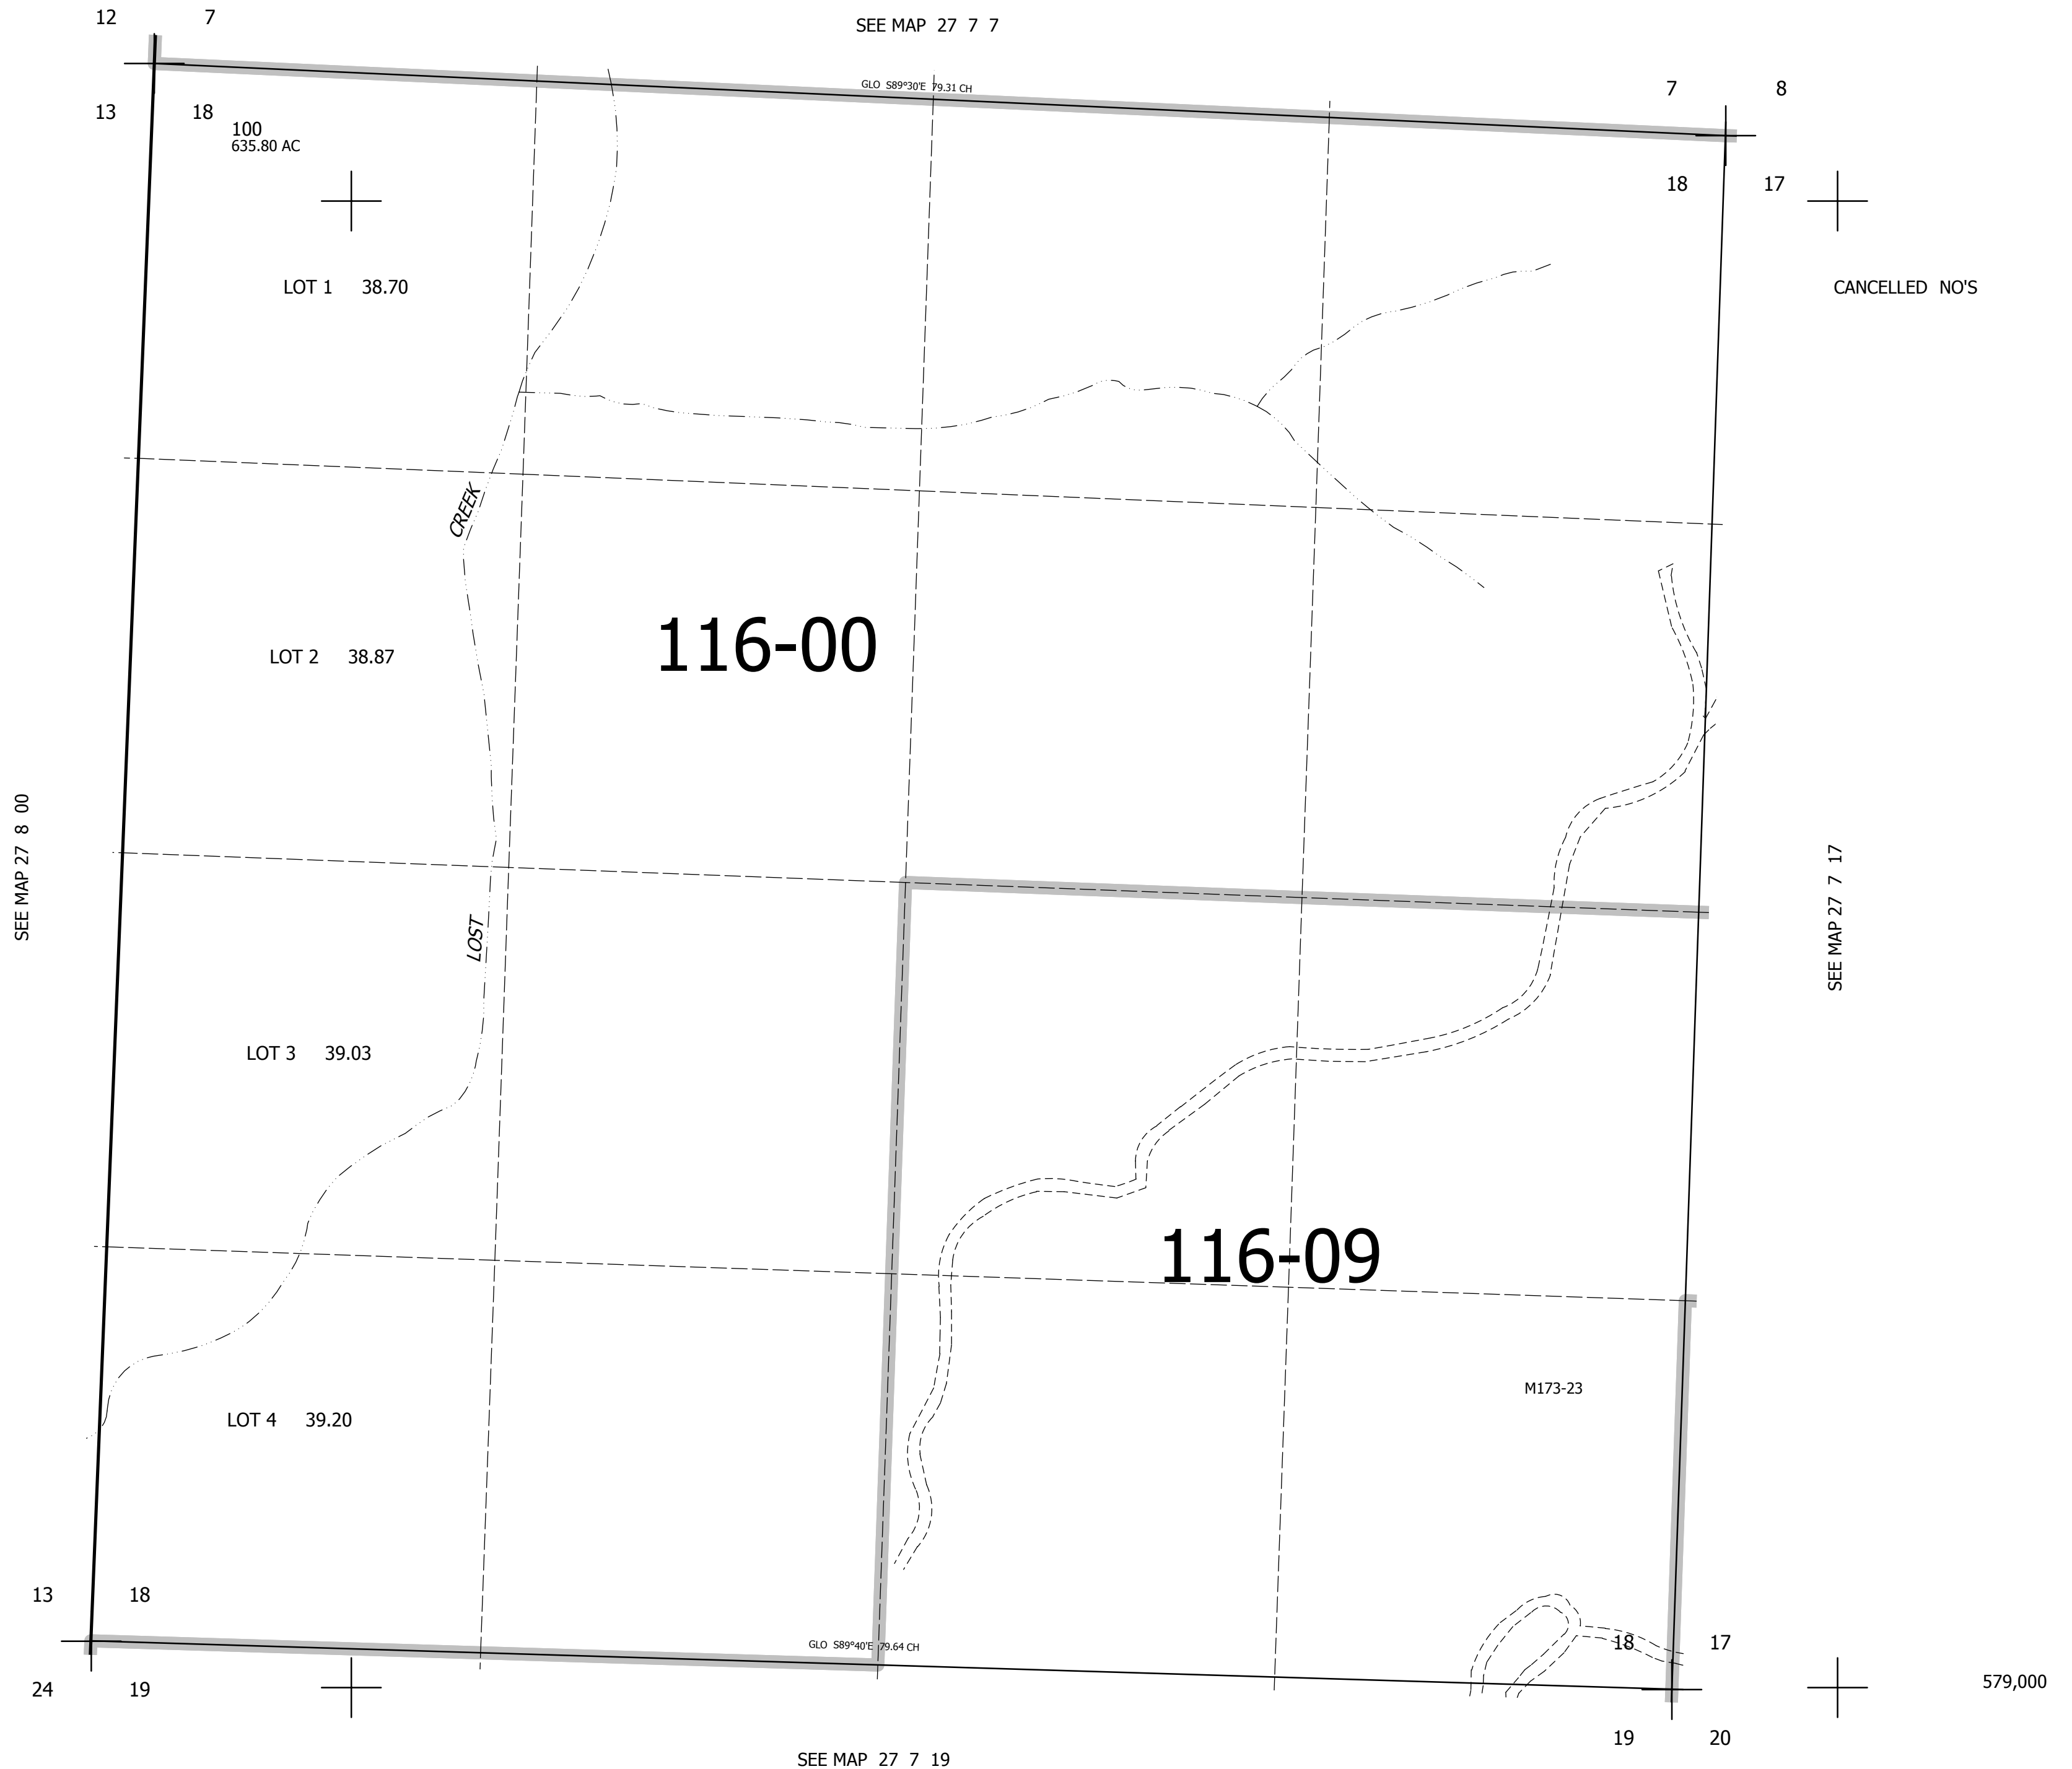 12 7
SEE MAP 27 7 7
GLO S89°30'E 79.31 CH
7 8
13 18
100
635.80 AC
18 17
LOT 1 38.70
CANCELLED NO'S
CREEK
116-00
LOT 2 38.87
SEE MAP 27 8 00
SEE MAP 27 7 17
LOST
LOT 3 39.03
116-09
M173-23
LOT 4 39.20
13 18
GLO S89°40'E 79.64 CH
18 17
24 19
579,000
19 20
SEE MAP 27 7 19